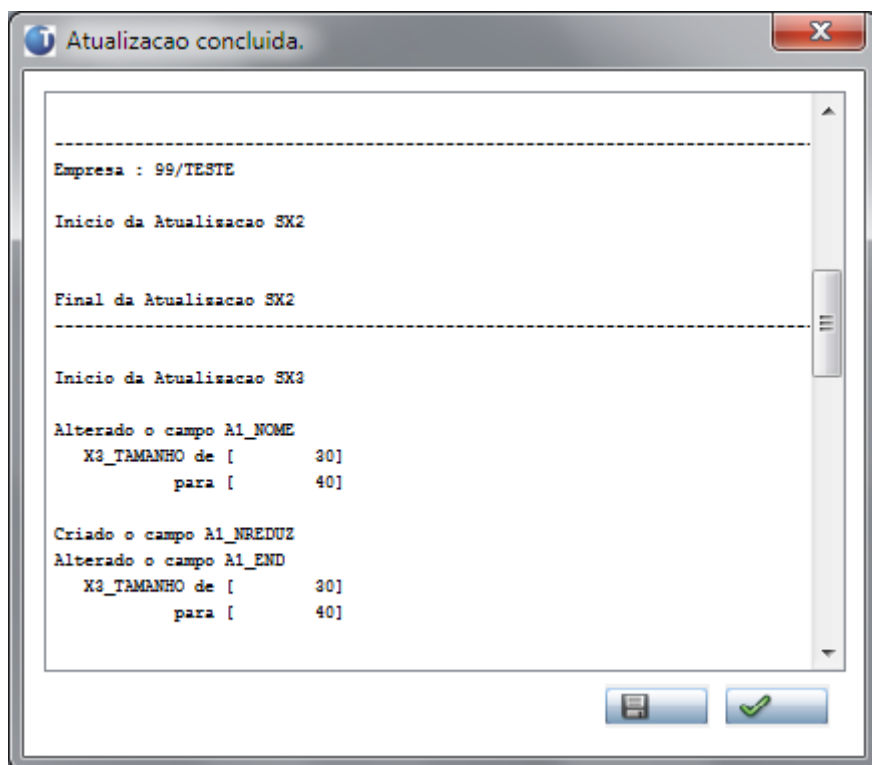 Atualizacao concluida.
--------------------------------------------------------------------------------
Empresa : 99/TESTE
Inicio da Atualizacao SX2
Final da Atualizacao SX2
--------------------------------------------------------------------------------
Inicio da Atualizacao SX3
Alterado o campo A1_NOME
X3_TAMANHO de [ 30]
para [ 40]
Criado o campo A1_NREDUZ
Alterado o campo A1_END
X3_TAMANHO de [ 30]
para [ 40]